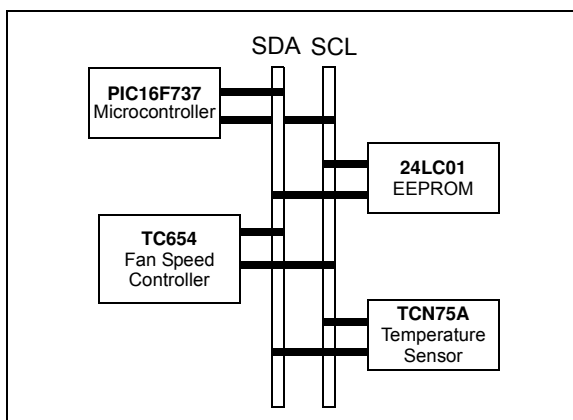 SDA SCL
PIC16F737
Microcontroller
24LC01
EEPROM
TC654
Fan Speed
Controller
TCN75A
Temperature
Sensor